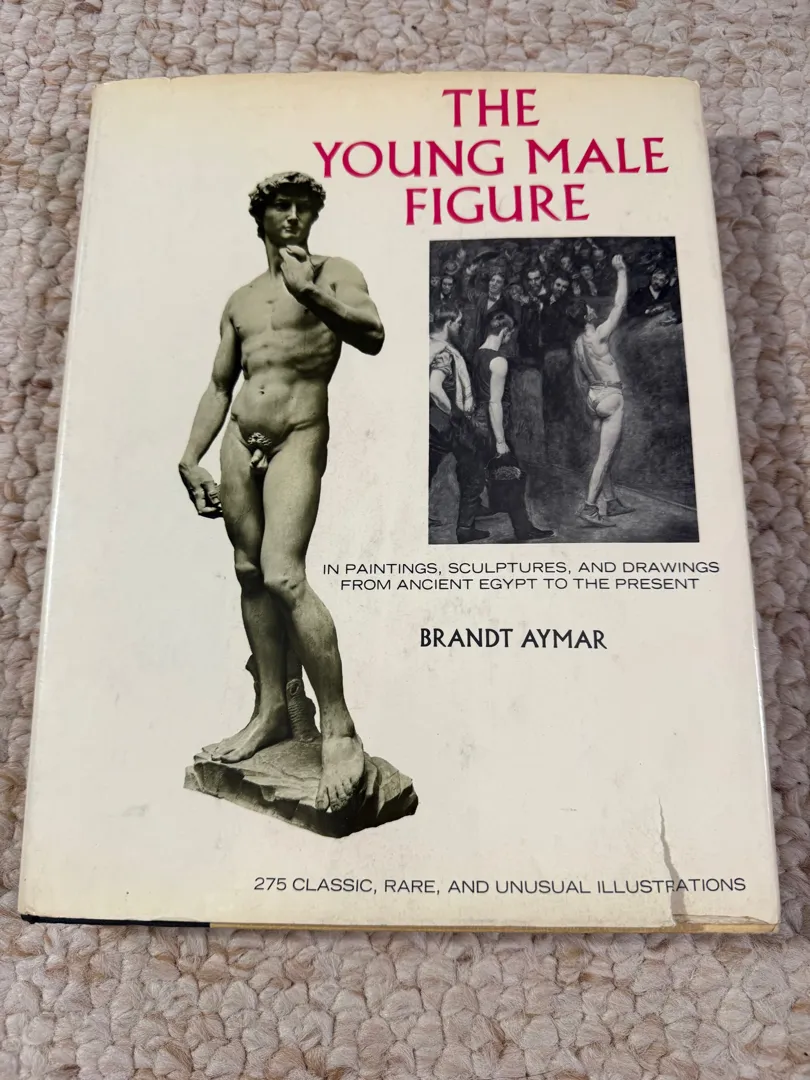 THE
YOUNG MALE
FIGURE
IN PAINTINGS, SCULPTURES, AND DRAWINGS
FROM ANCIENT EGYPT TO THE PRESENT
BRANDT AYMAR
275 CLASSIC, RARE, AND UNUSUAL ILLUSTRATIONS